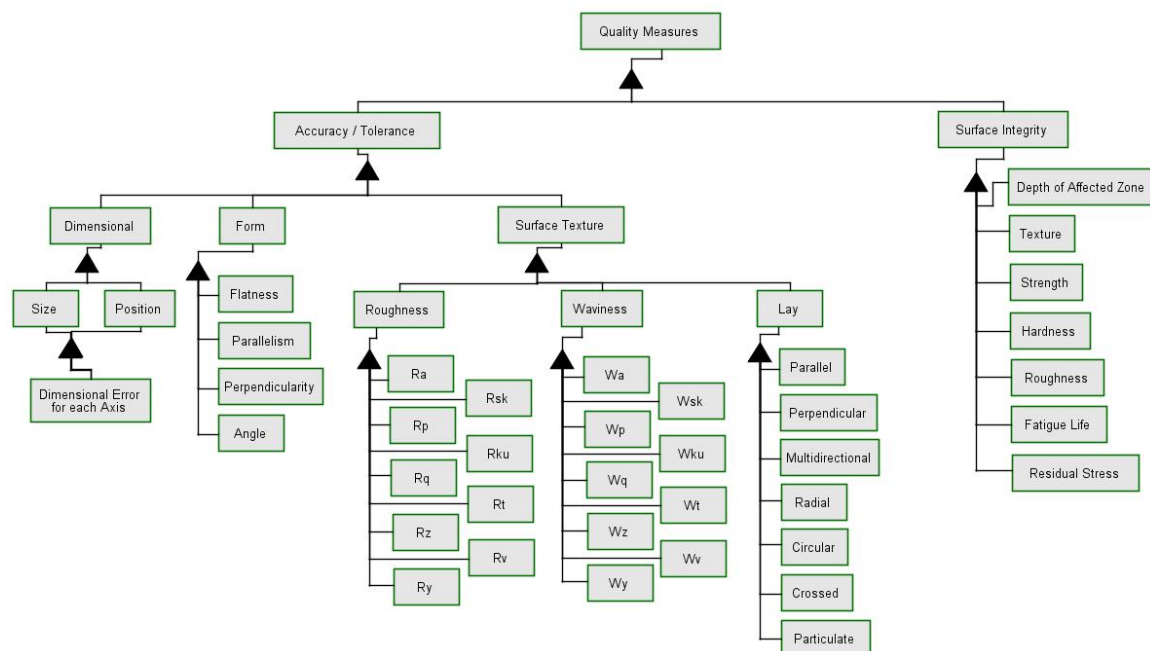 Quality Measures
Accuracy / Tolerance
Surface Integrity
Depth of Affected Zone
Dimensional
Form
Surface Texture
Texture
Flatness
Strength
Size
Position
Roughness
Waviness
Lay
Parallelism
Hardness
Ra
Wa
Parallel
Roughness
Dimensional Error
for each Axis
Perpendicularity
Rsk
Wsk
Perpendicular
Rp
Wp
Fatigue Life
Angle
Rku
Wku
Multidirectional
Rq
Wq
Residual Stress
Rt
Wt
Radial
Rz
Wz
Circular
Rv
Wv
Ry
Wy
Crossed
Particulate